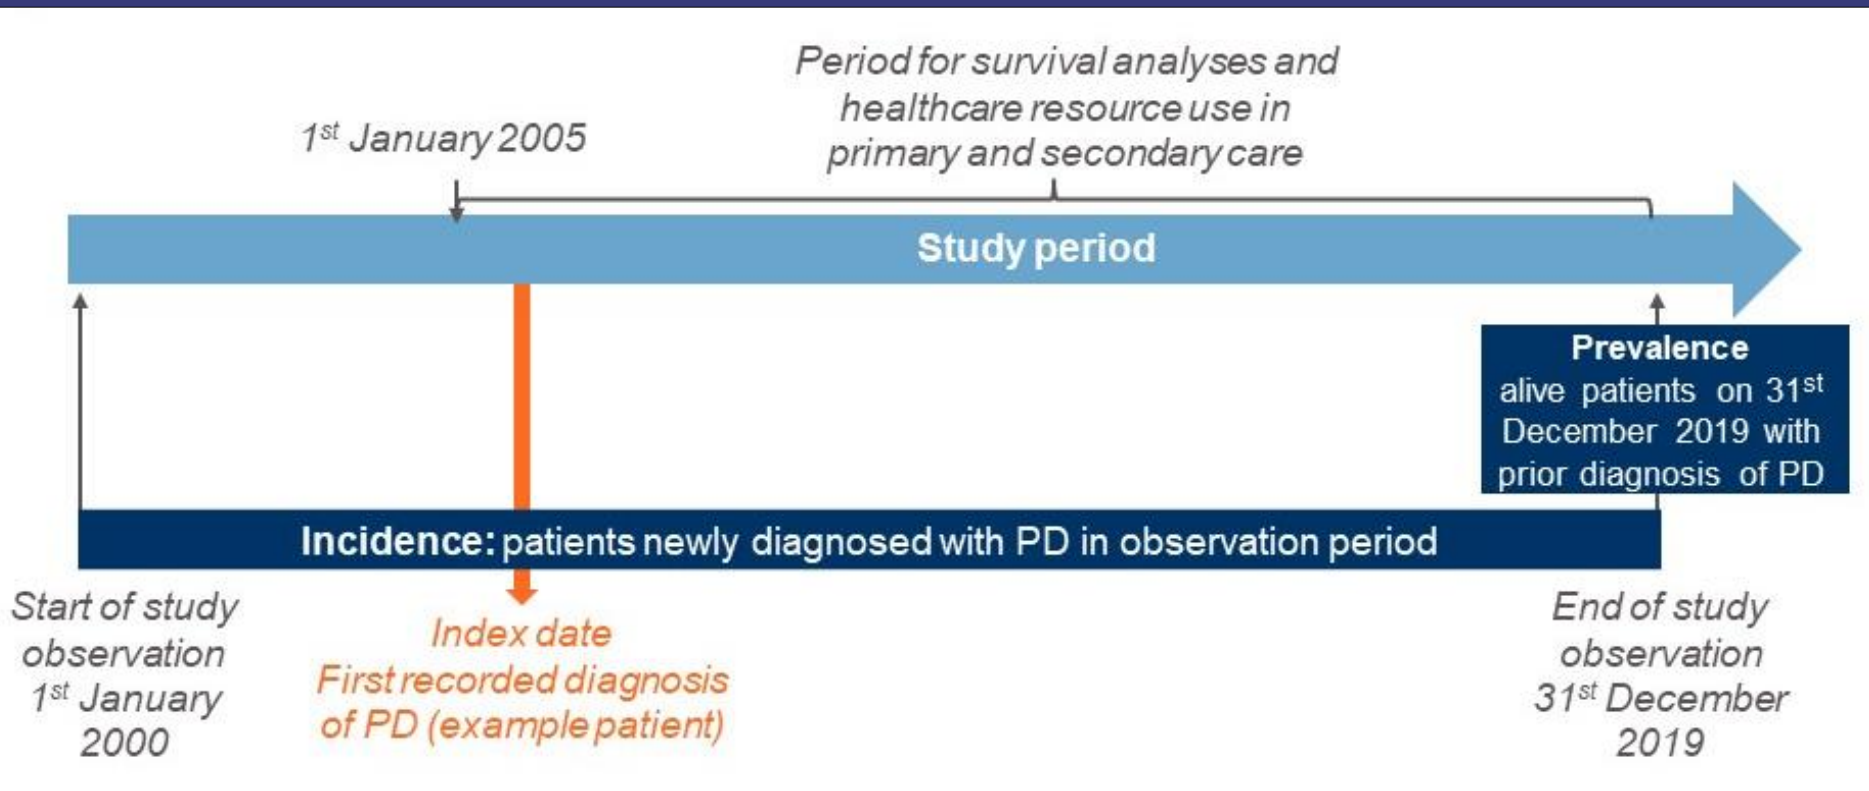 Period for survival analyses and
healthcare resource use in
primary and secondary care
1st January 2005
Study period
Prevalence
alive patients on 31st
December 2019 with
prior diagnosis of PD
Incidence: patients newly diagnosed with PD in observation period
Start of study
observation
1st January
2000
Index date
First recorded diagnosis
of PD (example patient)
End of study
observation
31st December
2019